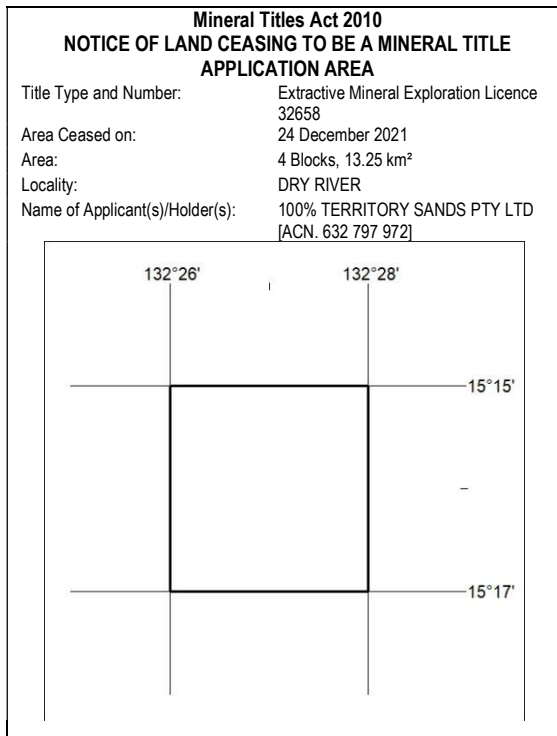 Mineral Titles Act 2010
NOTICE OF LAND CEASING TO BE A MINERAL TITLE
APPLICATION AREA
Title Type and Number: Extractive Mineral Exploration Licence
32658
Area Ceased on: 24 December 2021
Area: 4 Blocks, 13.25 km²
Locality: DRY RIVER
Name of Applicant(s)/Holder(s): 100% TERRITORY SANDS PTY LTD
[ACN. 632 797 972]
132°26' 132°28'
15°15'
15°17'